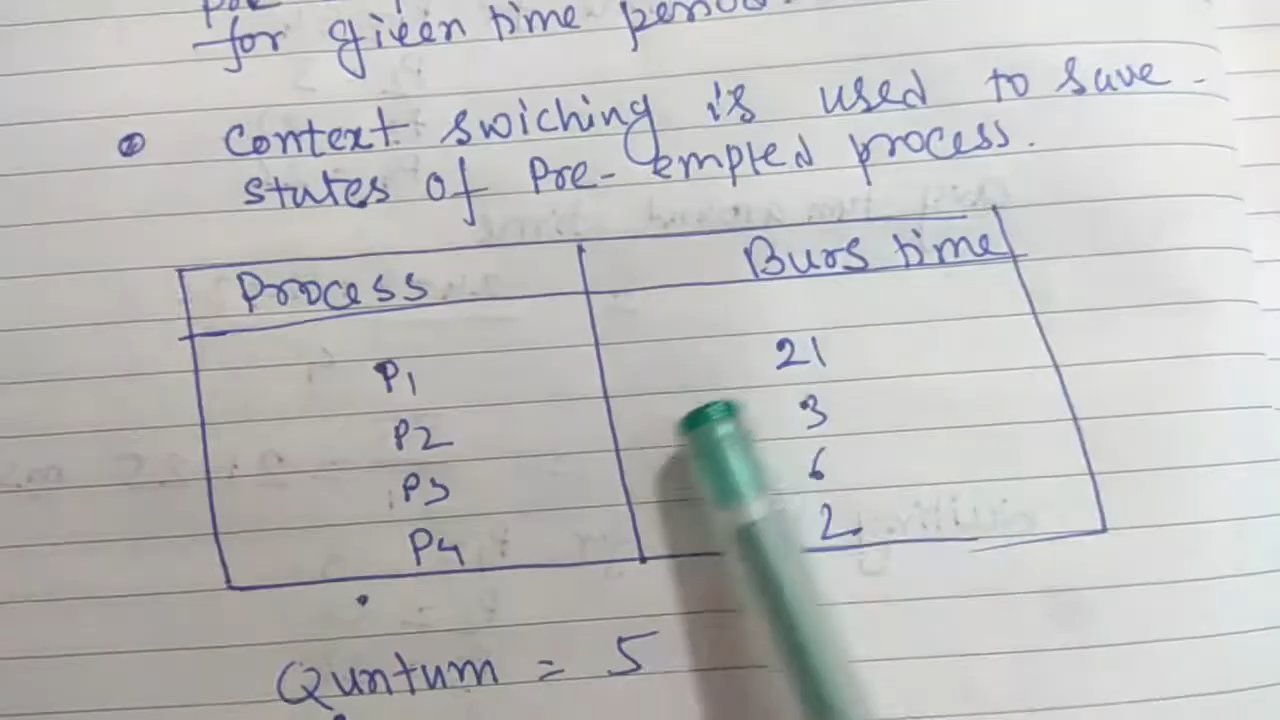 for given time period.
Context swiching is used to save
states of Pre-empted process.
Process Burs time
P1 21
P2 3
P3 6
P4 2
Quntum = 5